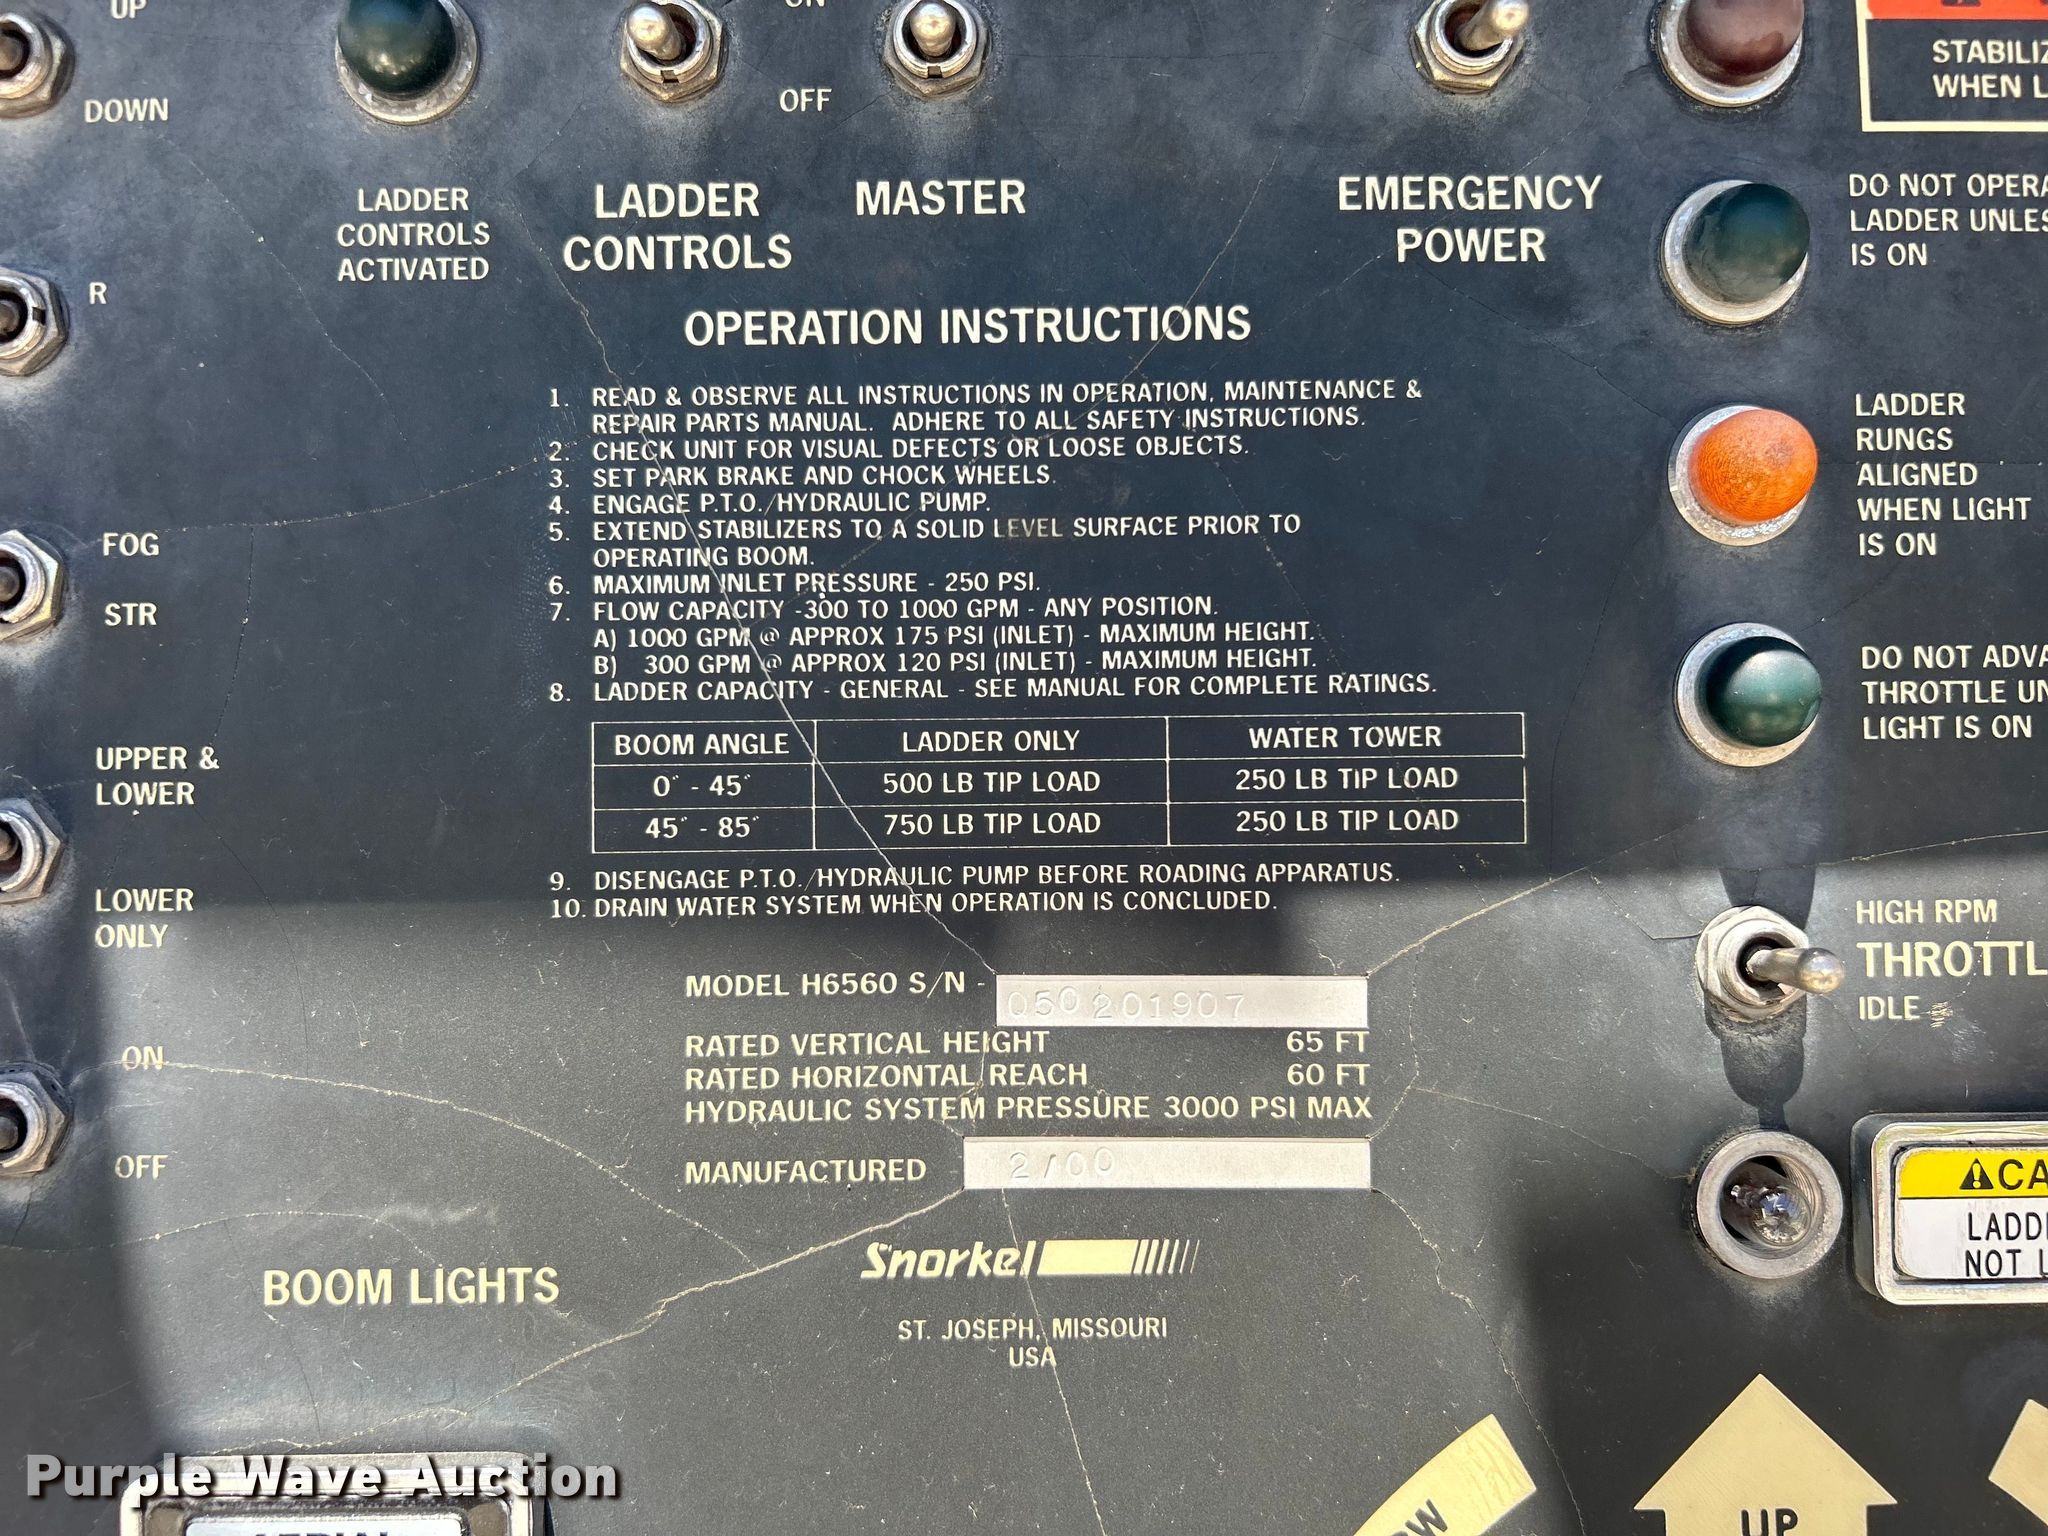 UP
DOWN
ON
OFF
STABILIZ
WHEN L
LADDER
CONTROLS
ACTIVATED
LADDER
CONTROLS
MASTER
EMERGENCY
POWER
DO NOT OPERA
LADDER UNLES
IS ON
R
OPERATION INSTRUCTIONS
1. READ & OBSERVE ALL INSTRUCTIONS IN OPERATION, MAINTENANCE &
REPAIR PARTS MANUAL. ADHERE TO ALL SAFETY INSTRUCTIONS.
2. CHECK UNIT FOR VISUAL DEFECTS OR LOOSE OBJECTS.
3. SET PARK BRAKE AND CHOCK WHEELS.
4. ENGAGE P.T.O./HYDRAULIC PUMP.
5. EXTEND STABILIZERS TO A SOLID LEVEL SURFACE PRIOR TO
OPERATING BOOM.
6. MAXIMUM INLET PRESSURE - 250 PSI.
7. FLOW CAPACITY -300 TO 1000 GPM - ANY POSITION.
A) 1000 GPM @ APPROX 175 PSI (INLET) - MAXIMUM HEIGHT.
B) 300 GPM @ APPROX 120 PSI (INLET) - MAXIMUM HEIGHT.
8. LADDER CAPACITY - GENERAL - SEE MANUAL FOR COMPLETE RATINGS.
BOOM ANGLE LADDER ONLY WATER TOWER
0° - 45° 500 LB TIP LOAD 250 LB TIP LOAD
45° - 85° 750 LB TIP LOAD 250 LB TIP LOAD
9. DISENGAGE P.T.O./HYDRAULIC PUMP BEFORE ROADING APPARATUS.
10. DRAIN WATER SYSTEM WHEN OPERATION IS CONCLUDED.
LADDER
RUNGS
ALIGNED
WHEN LIGHT
IS ON
FOG
STR
DO NOT ADVA
THROTTLE UN
LIGHT IS ON
UPPER &
LOWER
LOWER
ONLY
HIGH RPM
THROTTL
IDLE
MODEL H6560 S/N - 050201907
RATED VERTICAL HEIGHT 65 FT
RATED HORIZONTAL REACH 60 FT
HYDRAULIC SYSTEM PRESSURE 3000 PSI MAX
MANUFACTURED 2/00
ON
OFF
BOOM LIGHTS
Snorkel
ST. JOSEPH, MISSOURI
USA
CA
LADD
NOT
UP
Purple Wave Auction